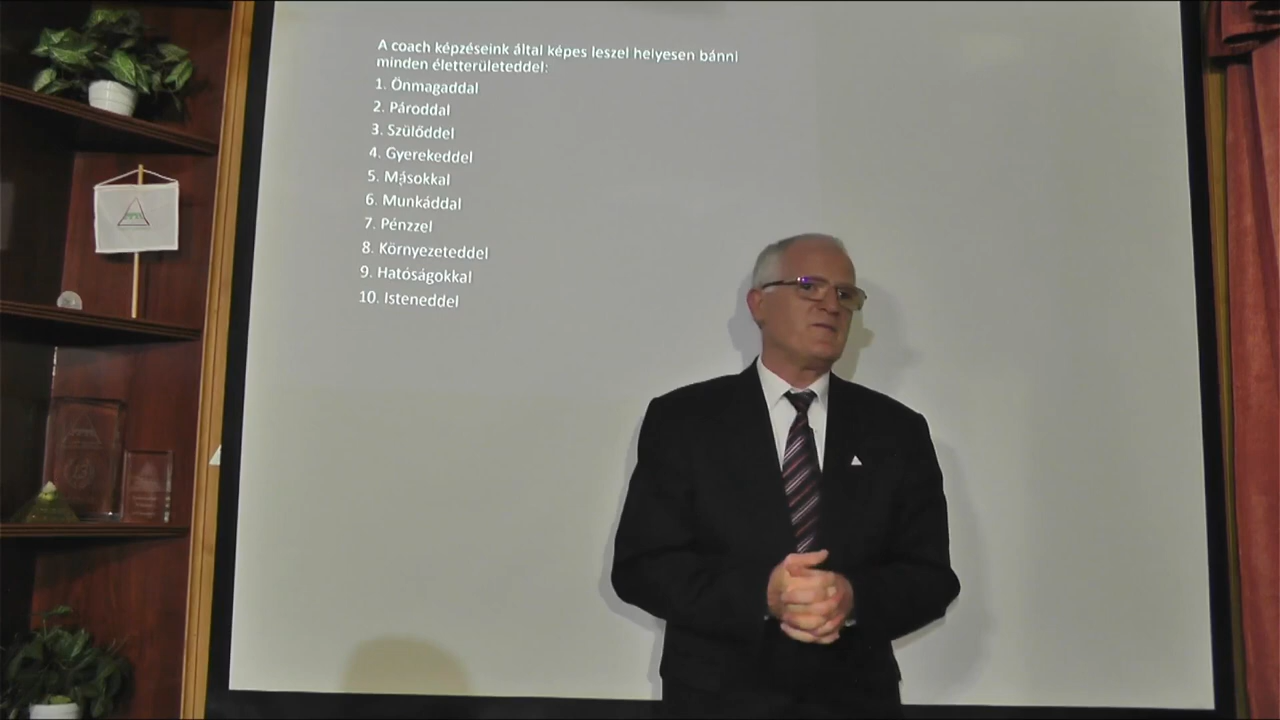 A coach képzéseink által képes leszel helyesen bánni
minden életterületeddel:
1. Önmagaddal
2. Pároddal
3. Szülőddel
4. Gyerekeddel
5. Másokkal
6. Munkáddal
7. Pénzzel
8. Környezeteddel
9. Hatóságokkal
10. Isteneddel